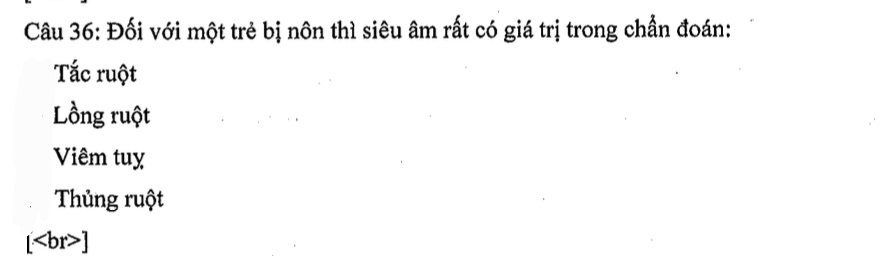 Câu 36: Đối với một trẻ bị nôn thì siêu âm rất có giá trị trong chẩn đoán:
Tắc ruột
Lồng ruột
Viêm tuỵ
Thủng ruột
[<br>]